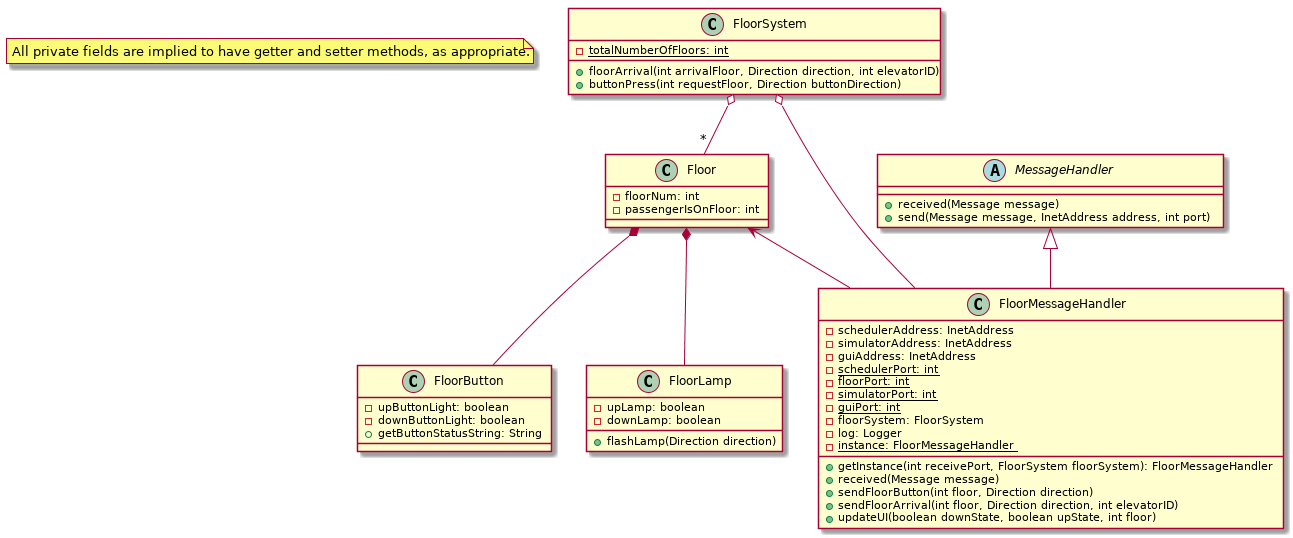 All private fields are implied to have getter and setter methods, as appropriate.
C FloorSystem
totalNumberOfFloors: int
floorArrival(int arrivalFloor, Direction direction, int elevatorID)
buttonPress(int requestFloor, Direction buttonDirection)
*
C Floor
floorNum: int
passengerIsOnFloor: int
A MessageHandler
received(Message message)
send(Message message, InetAddress address, int port)
C FloorButton
upButtonLight: boolean
downButtonLight: boolean
getButtonStatusString: String
C FloorLamp
upLamp: boolean
downLamp: boolean
flashLamp(Direction direction)
C FloorMessageHandler
schedulerAddress: InetAddress
simulatorAddress: InetAddress
guiAddress: InetAddress
schedulerPort: int
floorPort: int
simulatorPort: int
guiPort: int
floorSystem: FloorSystem
log: Logger
instance: FloorMessageHandler
getInstance(int receivePort, FloorSystem floorSystem): FloorMessageHandler
received(Message message)
sendFloorButton(int floor, Direction direction)
sendFloorArrival(int floor, Direction direction, int elevatorID)
updateUI(boolean downState, boolean upState, int floor)